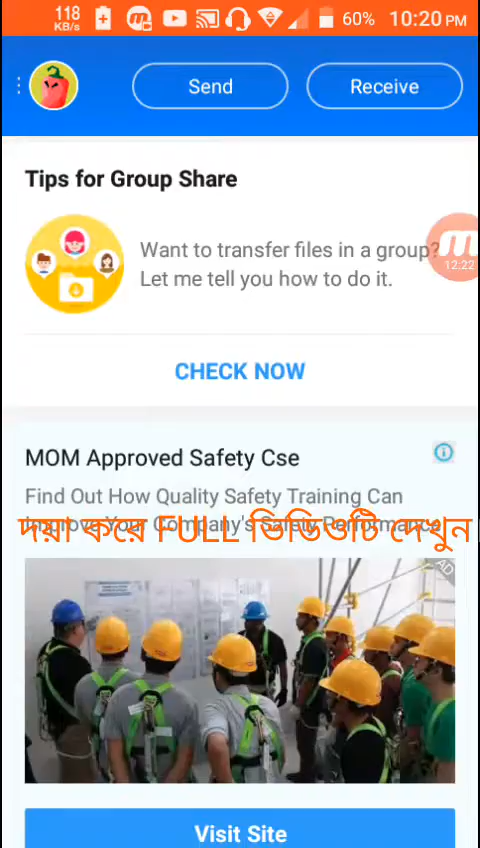 118
KB/s
60%
10:20 PM
Send
Receive
Tips for Group Share
Want to transfer files in a group?
Let me tell you how to do it.
12:22
CHECK NOW
MOM Approved Safety Cse
Find Out How Quality Safety Training Can
Improve Your Company's Safety Performance
দয়া করে FULL ভিডিওটি দেখুন
AD
Visit Site